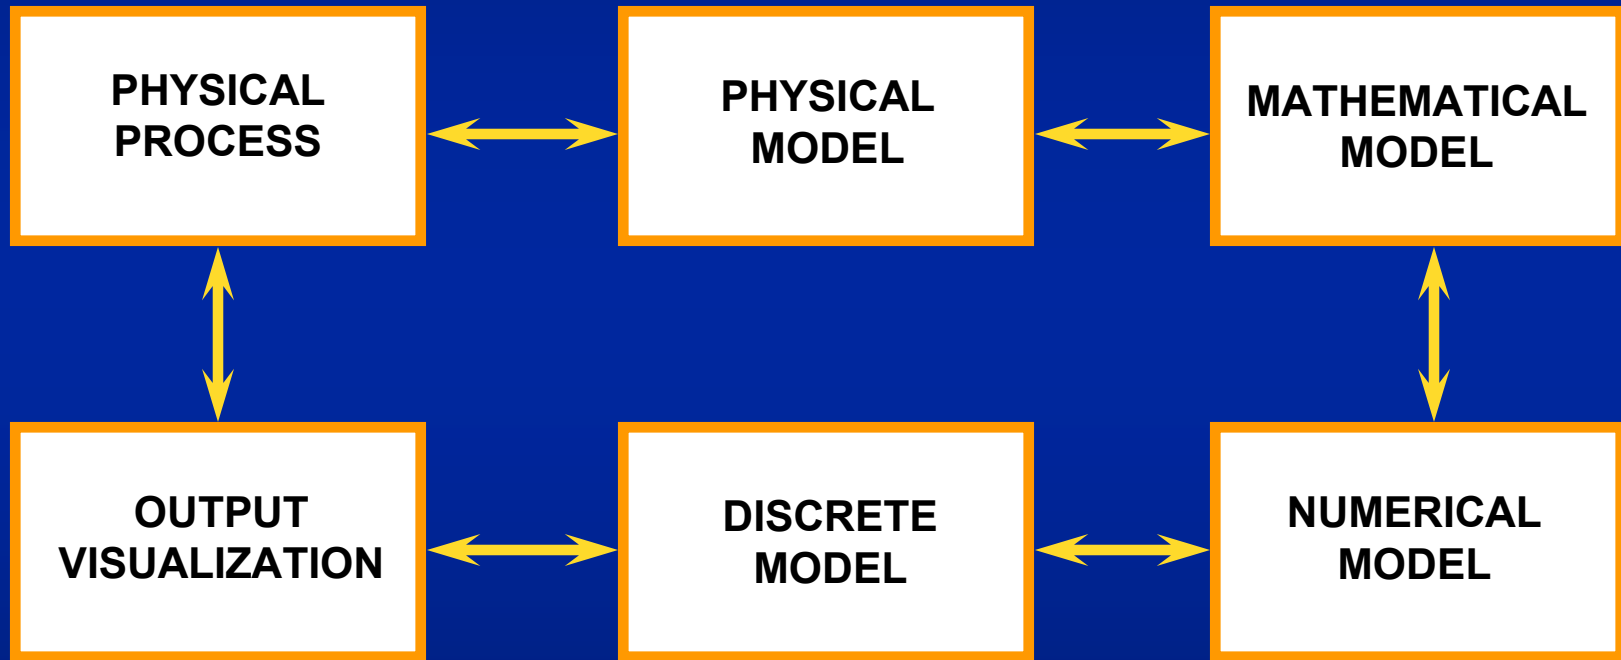 PHYSICAL
PROCESS
PHYSICAL
MODEL
MATHEMATICAL
MODEL
OUTPUT
VISUALIZATION
DISCRETE
MODEL
NUMERICAL
MODEL